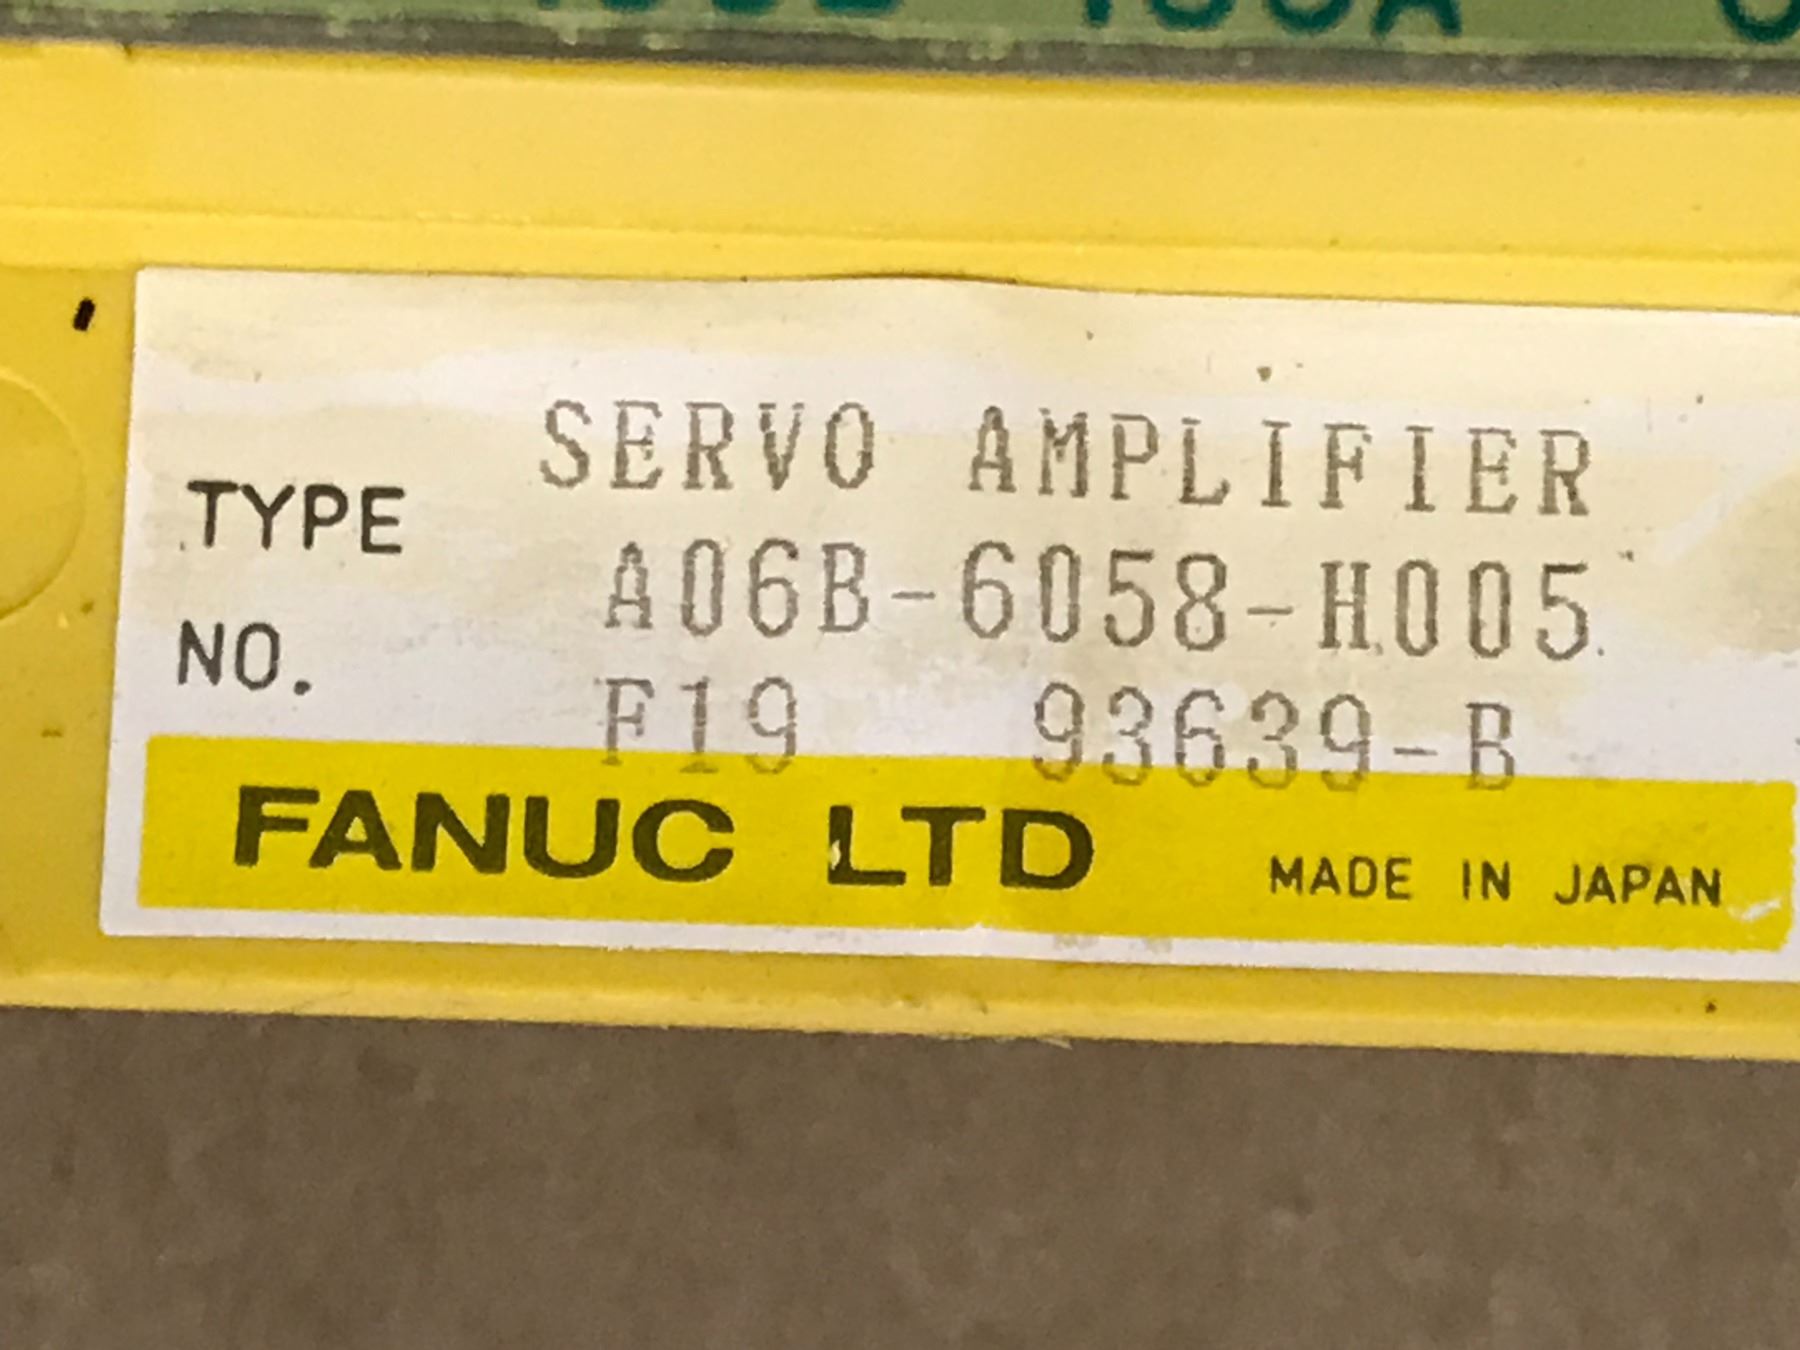 SERVO AMPLIFIER
TYPE A06B-6058-H005
NO. F19 93639-B
FANUC LTD MADE IN JAPAN